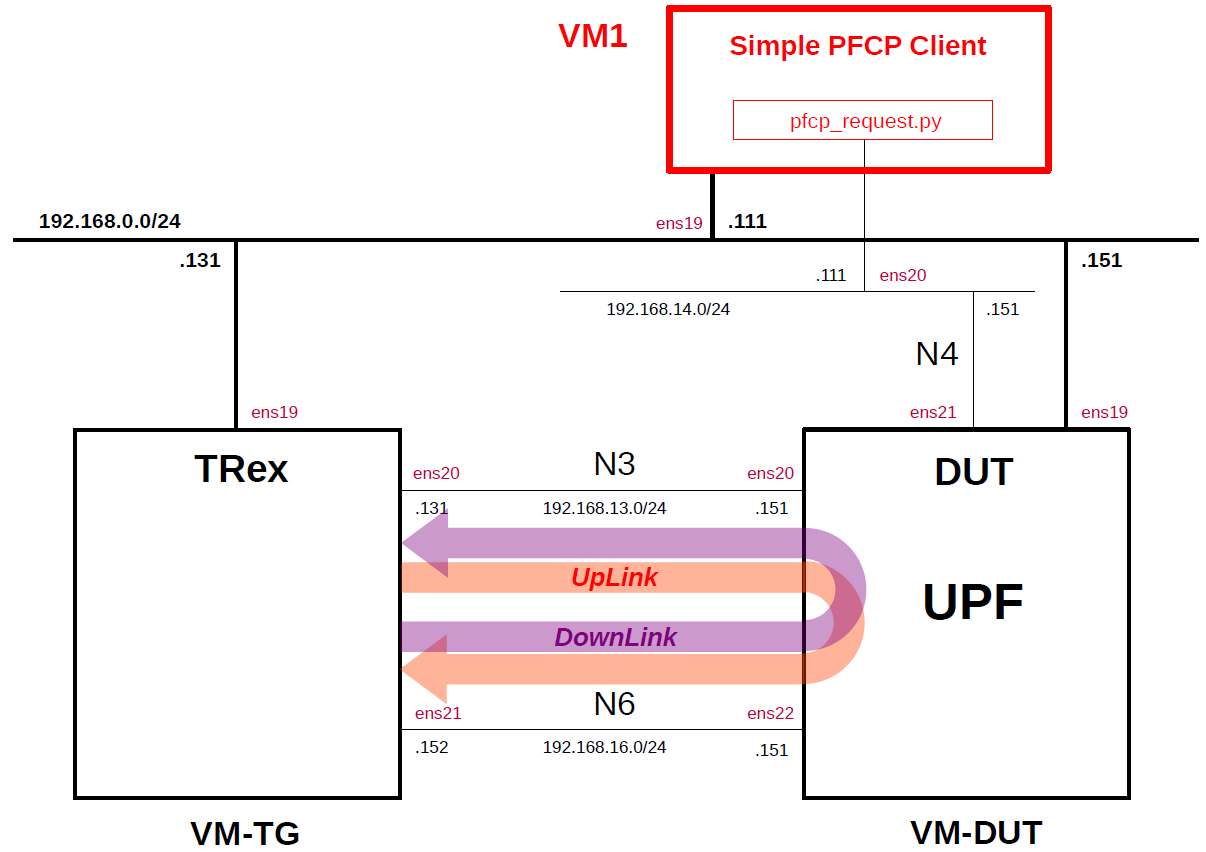 VM1
Simple PFCP Client
pfcp_request.py
192.168.0.0/24
ens19
.111
.131
.151
.111
ens20
192.168.14.0/24
.151
N4
ens19
ens21
ens19
TRex
DUT
ens20
N3
ens20
.131
192.168.13.0/24
.151
UpLink
UPF
DownLink
ens21
N6
ens22
.152
192.168.16.0/24
.151
VM-TG
VM-DUT